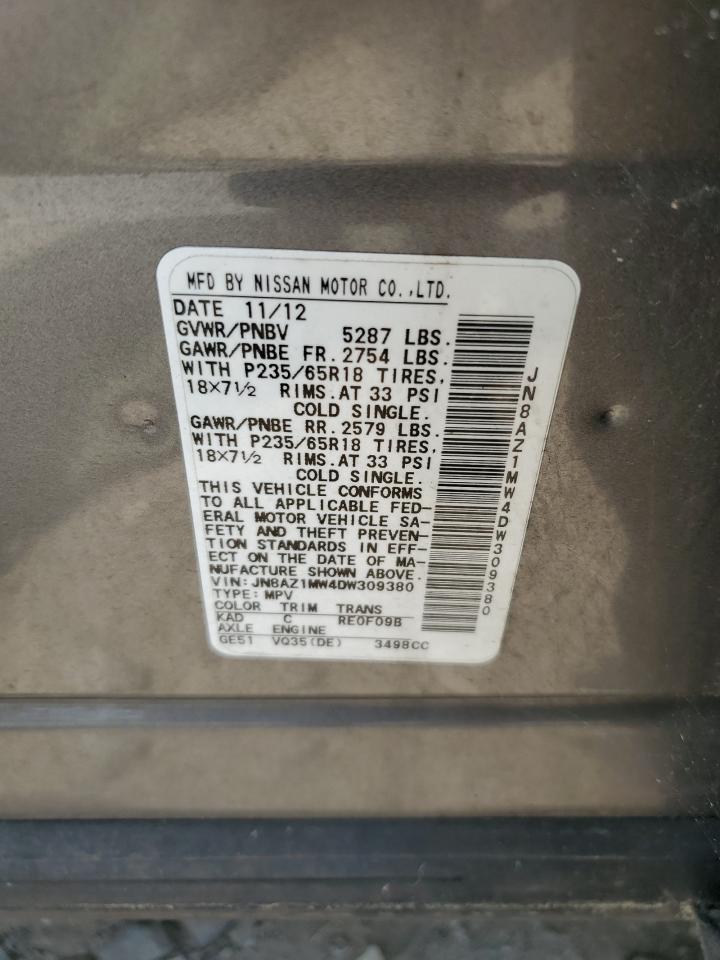 MFD BY NISSAN MOTOR CO.,LTD.
DATE 11/12
GVWR/PNBV 5287 LBS.
GAWR/PNBE FR. 2754 LBS.
WITH P235/65R18 TIRES,
18×7½ RIMS.AT 33 PSI
COLD SINGLE.
GAWR/PNBE RR. 2579 LBS.
WITH P235/65R18 TIRES,
18×7½ RIMS.AT 33 PSI
COLD SINGLE.
THIS VEHICLE CONFORMS
TO ALL APPLICABLE FED-
ERAL MOTOR VEHICLE SA-
FETY AND THEFT PREVEN-
TION STANDARDS IN EFF-
ECT ON THE DATE OF MA-
NUFACTURE SHOWN ABOVE.
VIN: JN8AZ1MW4DW309380
TYPE: MPV
COLOR TRIM TRANS
KAD C RE0F09B
AXLE ENGINE
GE51 VQ35(DE) 3498CC
JN8AZ1MW4DW309380